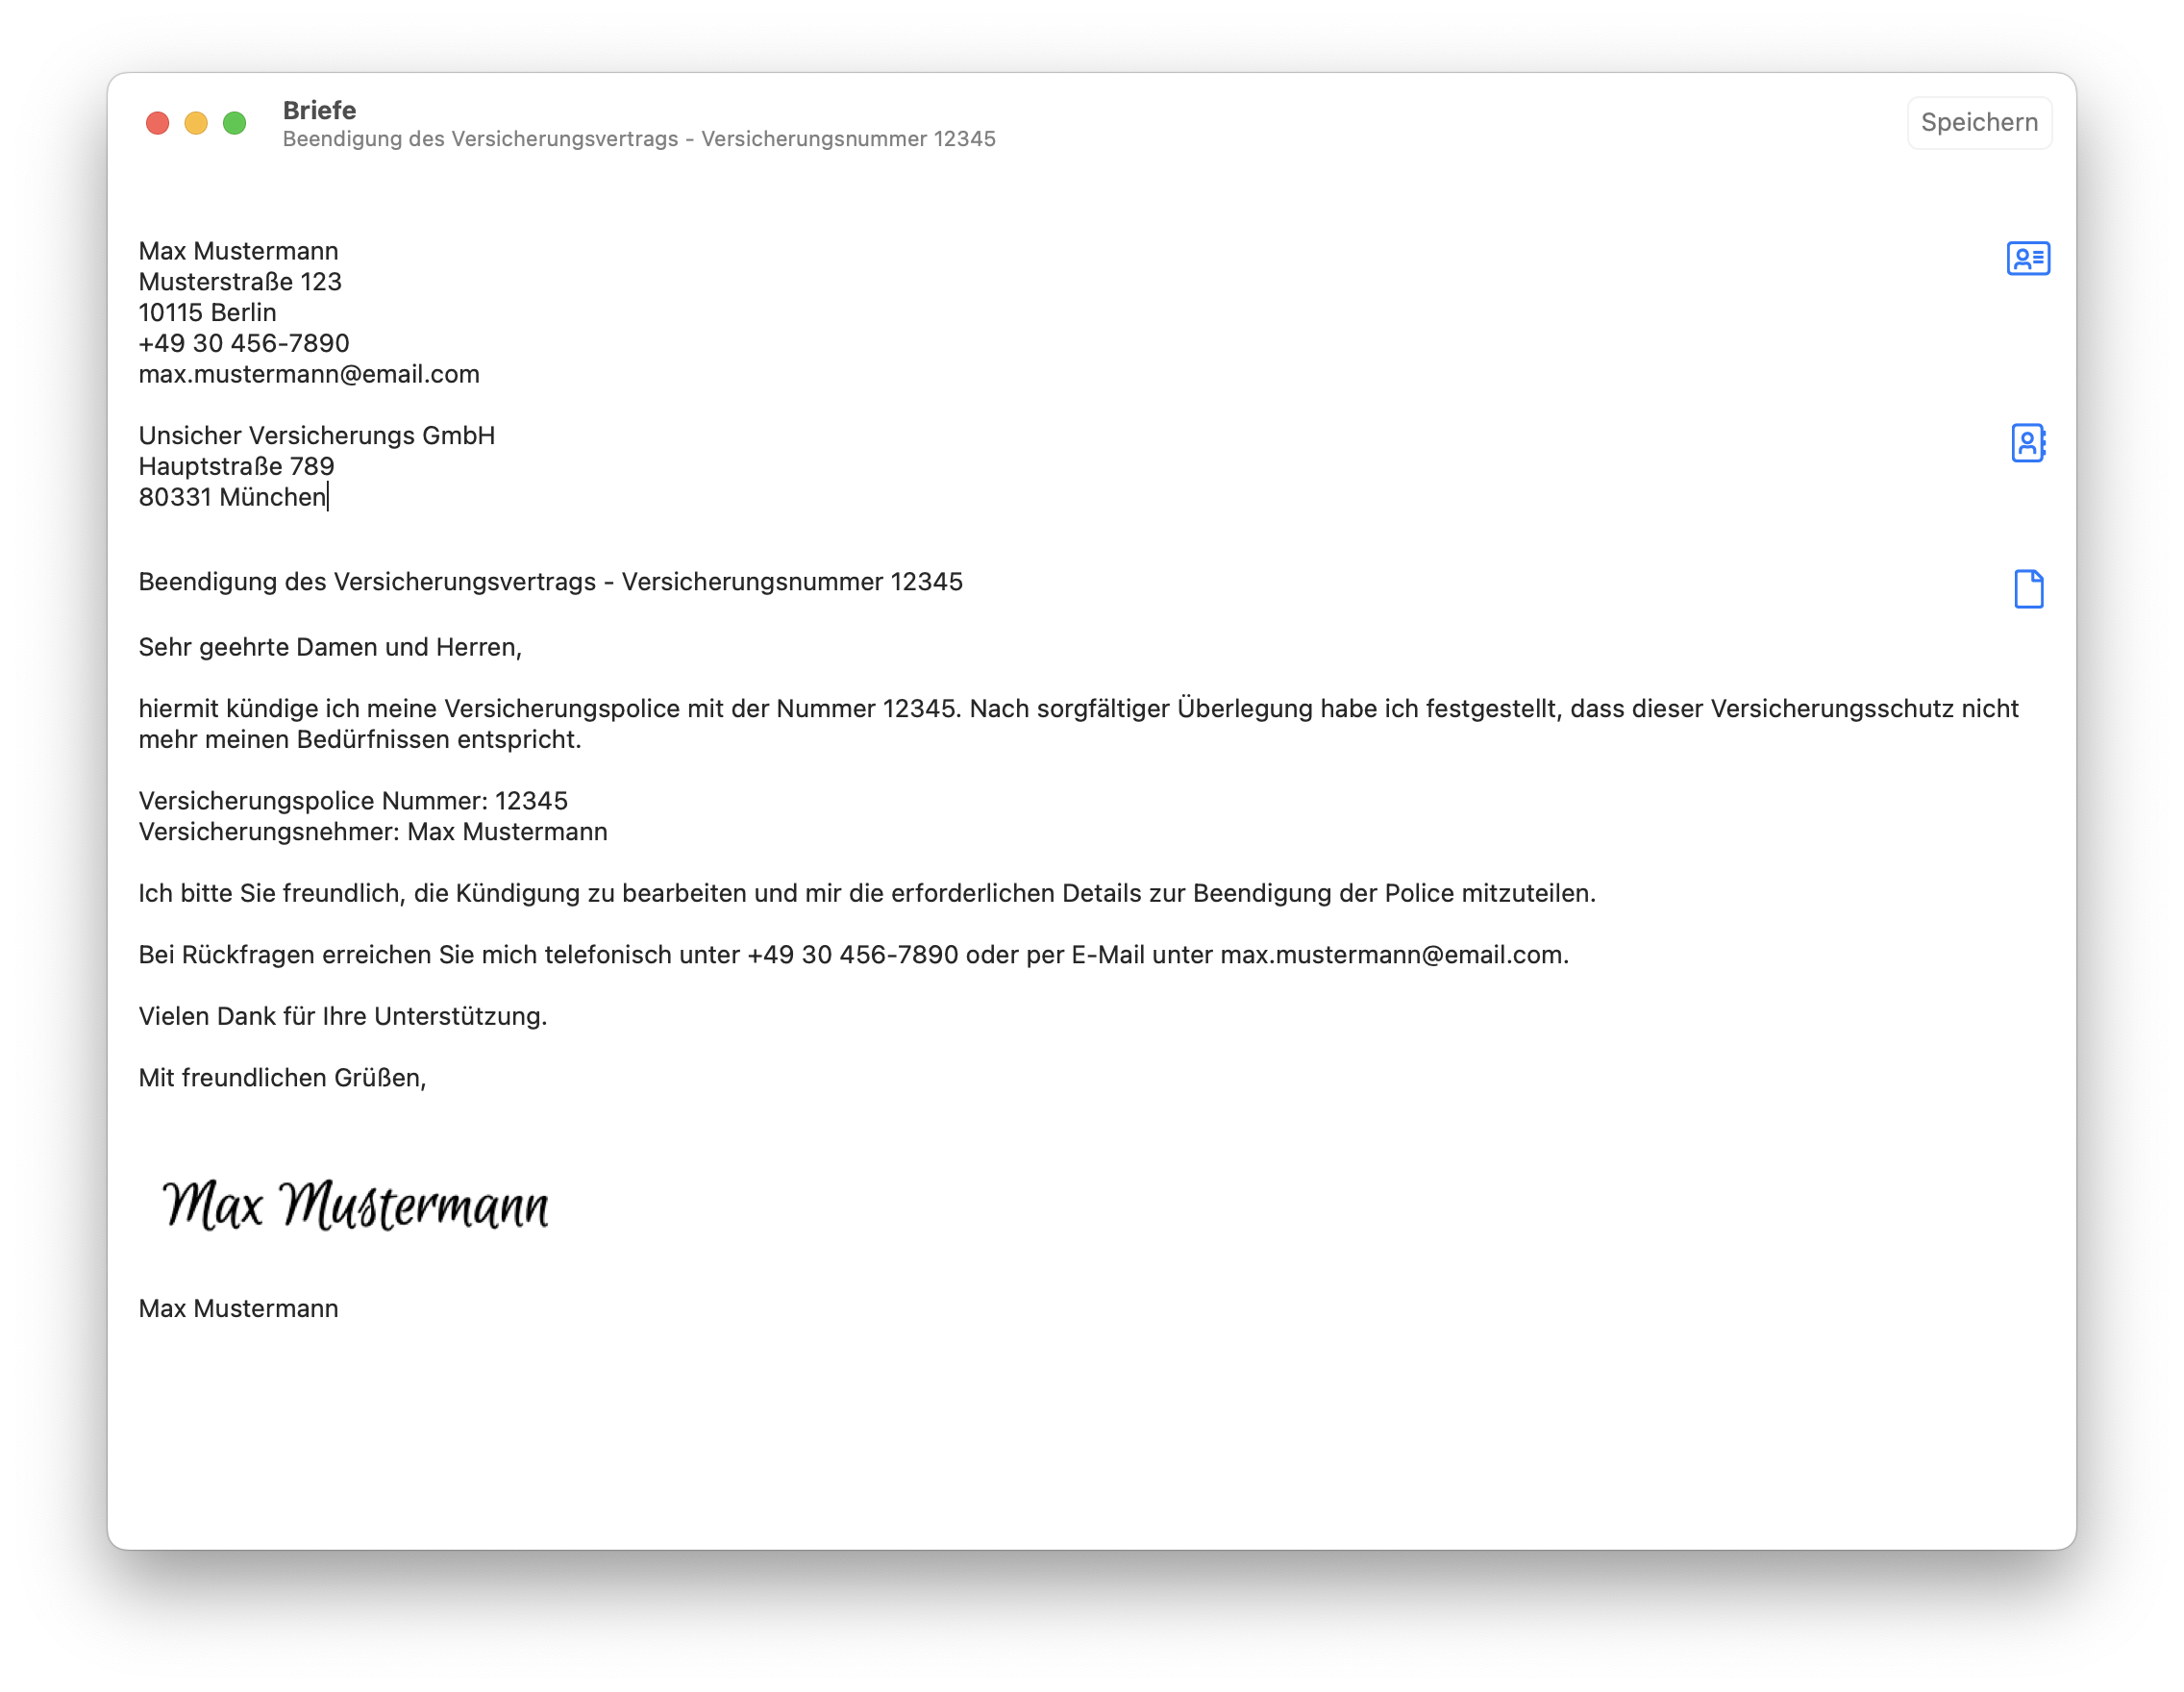 Briefe
Beendigung des Versicherungsvertrags - Versicherungsnummer 12345
Speichern
Max Mustermann
Musterstraße 123
10115 Berlin
+49 30 456-7890
max.mustermann@email.com
Unsicher Versicherungs GmbH
Hauptstraße 789
80331 München
Beendigung des Versicherungsvertrags - Versicherungsnummer 12345
Sehr geehrte Damen und Herren,
hiermit kündige ich meine Versicherungspolice mit der Nummer 12345. Nach sorgfältiger Überlegung habe ich festgestellt, dass dieser Versicherungsschutz nicht
mehr meinen Bedürfnissen entspricht.
Versicherungspolice Nummer: 12345
Versicherungsnehmer: Max Mustermann
Ich bitte Sie freundlich, die Kündigung zu bearbeiten und mir die erforderlichen Details zur Beendigung der Police mitzuteilen.
Bei Rückfragen erreichen Sie mich telefonisch unter +49 30 456-7890 oder per E-Mail unter max.mustermann@email.com.
Vielen Dank für Ihre Unterstützung.
Mit freundlichen Grüßen,
Max Mustermann
Max Mustermann